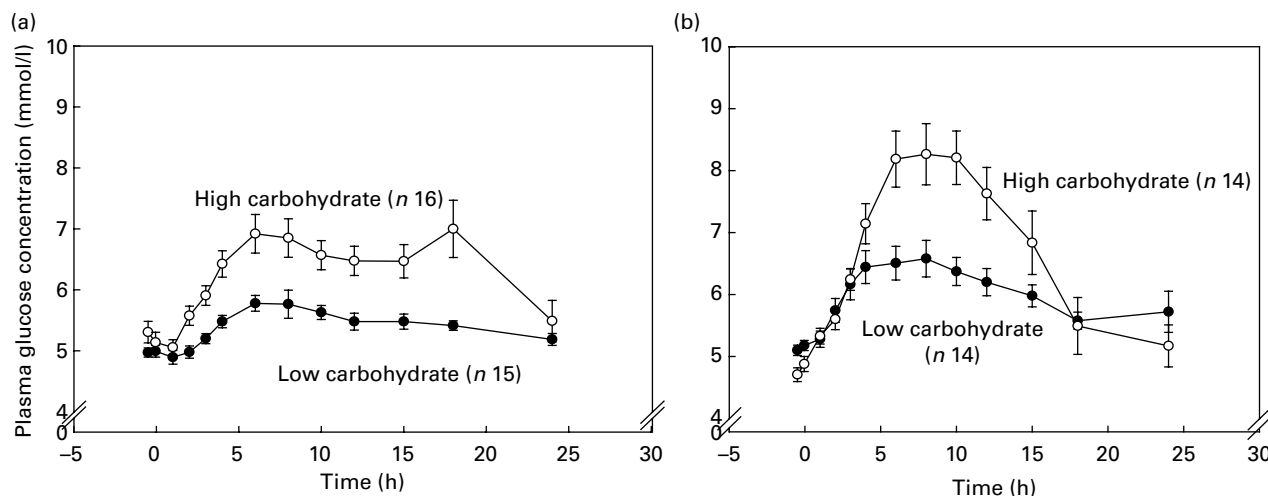 (a)
Plasma glucose concentration (mmol/l)
10
9
8
7
6
5
4
0
High carbohydrate (n 16)
Low carbohydrate (n 15)
–5 0 5 10 15 20 25 30
Time (h)
(b)
10
9
8
7
6
5
4
0
High carbohydrate (n 14)
Low carbohydrate
(n 14)
–5 0 5 10 15 20 25 30
Time (h)